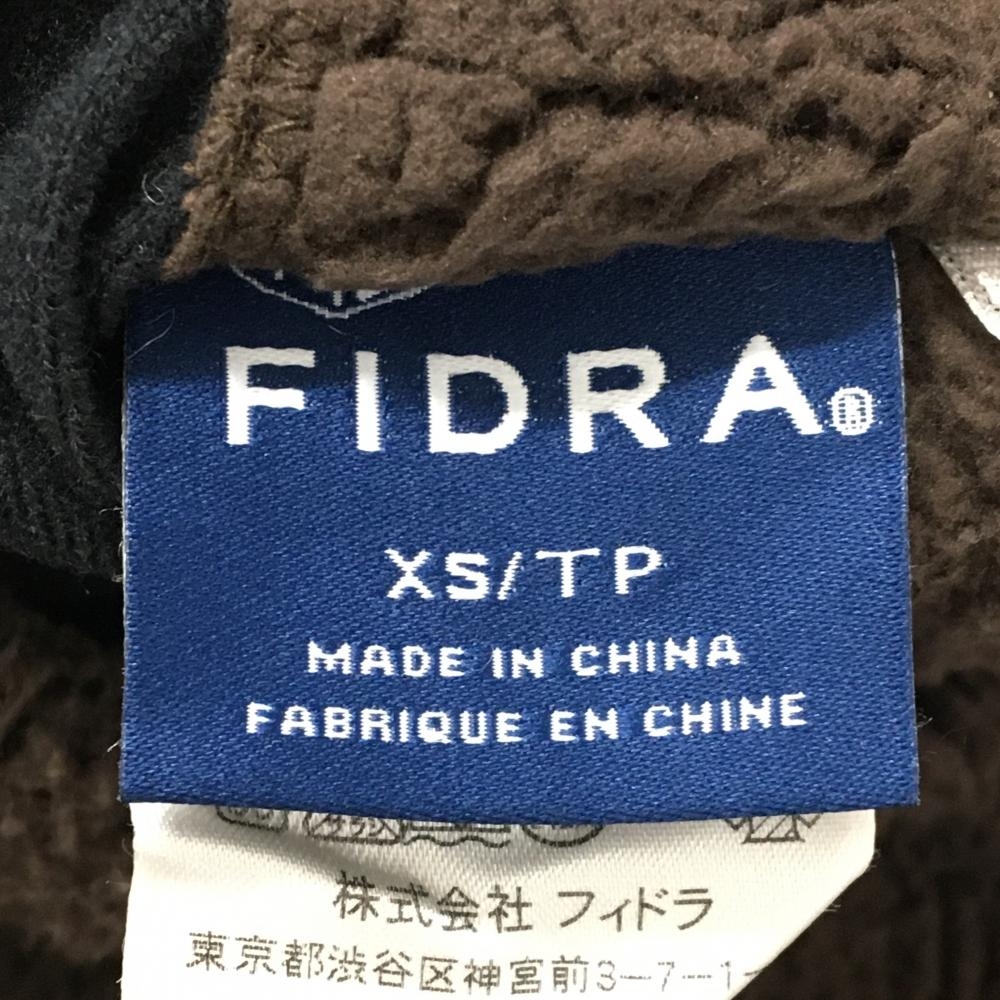 FIDRA®
XS/TP
MADE IN CHINA
FABRIQUE EN CHINE
株式会社 フィドラ
東京都渋谷区神宮前3-7-1-